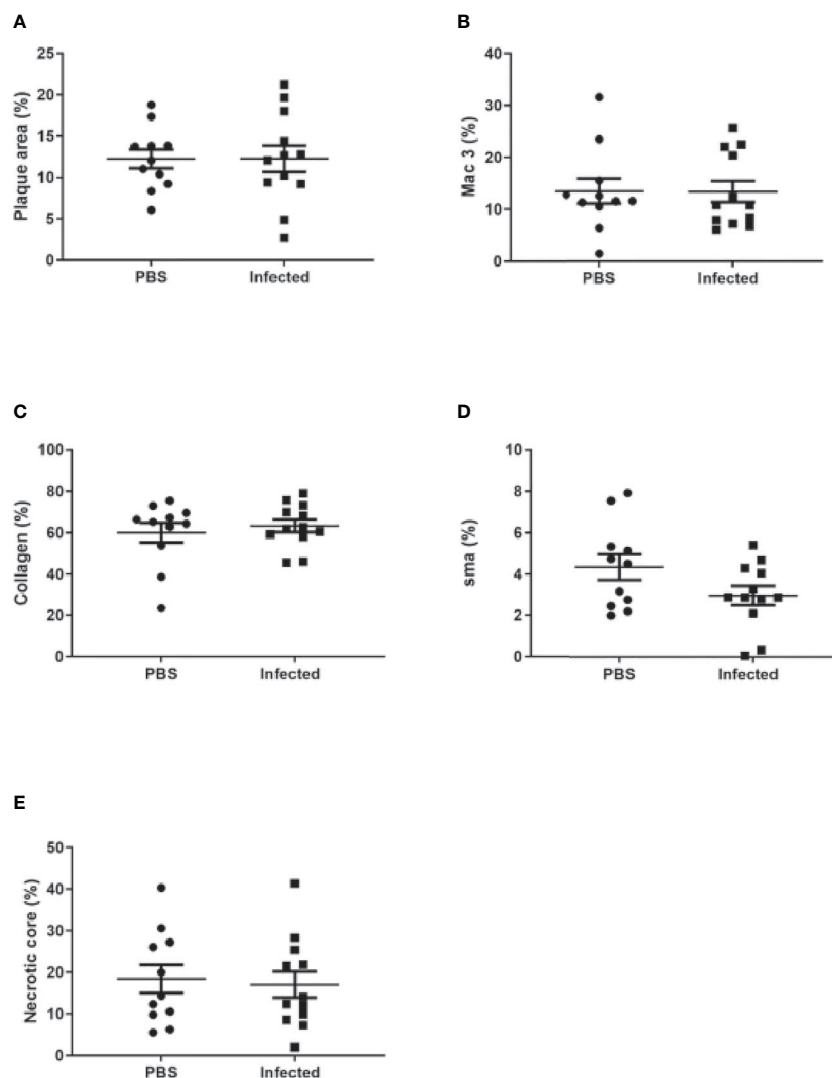 A
Plaque area (%)
25
20
15
10
5
0
PBS Infected
B
Mac 3 (%)
40
30
20
10
0
PBS Infected
C
Collagen (%)
100
80
60
40
20
0
PBS Infected
D
sma (%)
10
8
6
4
2
0
PBS Infected
E
Necrotic core (%)
50
40
30
20
10
0
PBS Infected